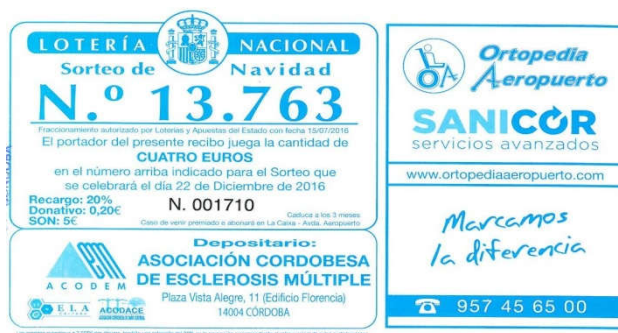 LOTERÍA NACIONAL
Sorteo de Navidad
N.º 13.763
Fraccionamiento autorizado por Loterías y Apuestas del Estado con fecha 15/07/2016
El portador del presente recibo juega la cantidad de
CUATRO EUROS
en el número arriba indicado para el Sorteo que
se celebrará el día 22 de Diciembre de 2016
Recargo: 20%
Donativo: 0,20€
SON: 5€
N. 001710
Caduca a los 3 meses
Caso de venir premiado e abonará en La Caixa - Avda. Aeropuerto
ACODEM
ELA
ACODACE
Depositario:
ASOCIACIÓN CORDOBESA
DE ESCLEROSIS MÚLTIPLE
Plaza Vista Alegre, 11 (Edificio Florencia)
14004 CÓRDOBA
Ortopedia
Aeropuerto
SANICOR
servicios avanzados
www.ortopediaaeropuerto.com
Marcamos
la diferencia
957 45 65 00